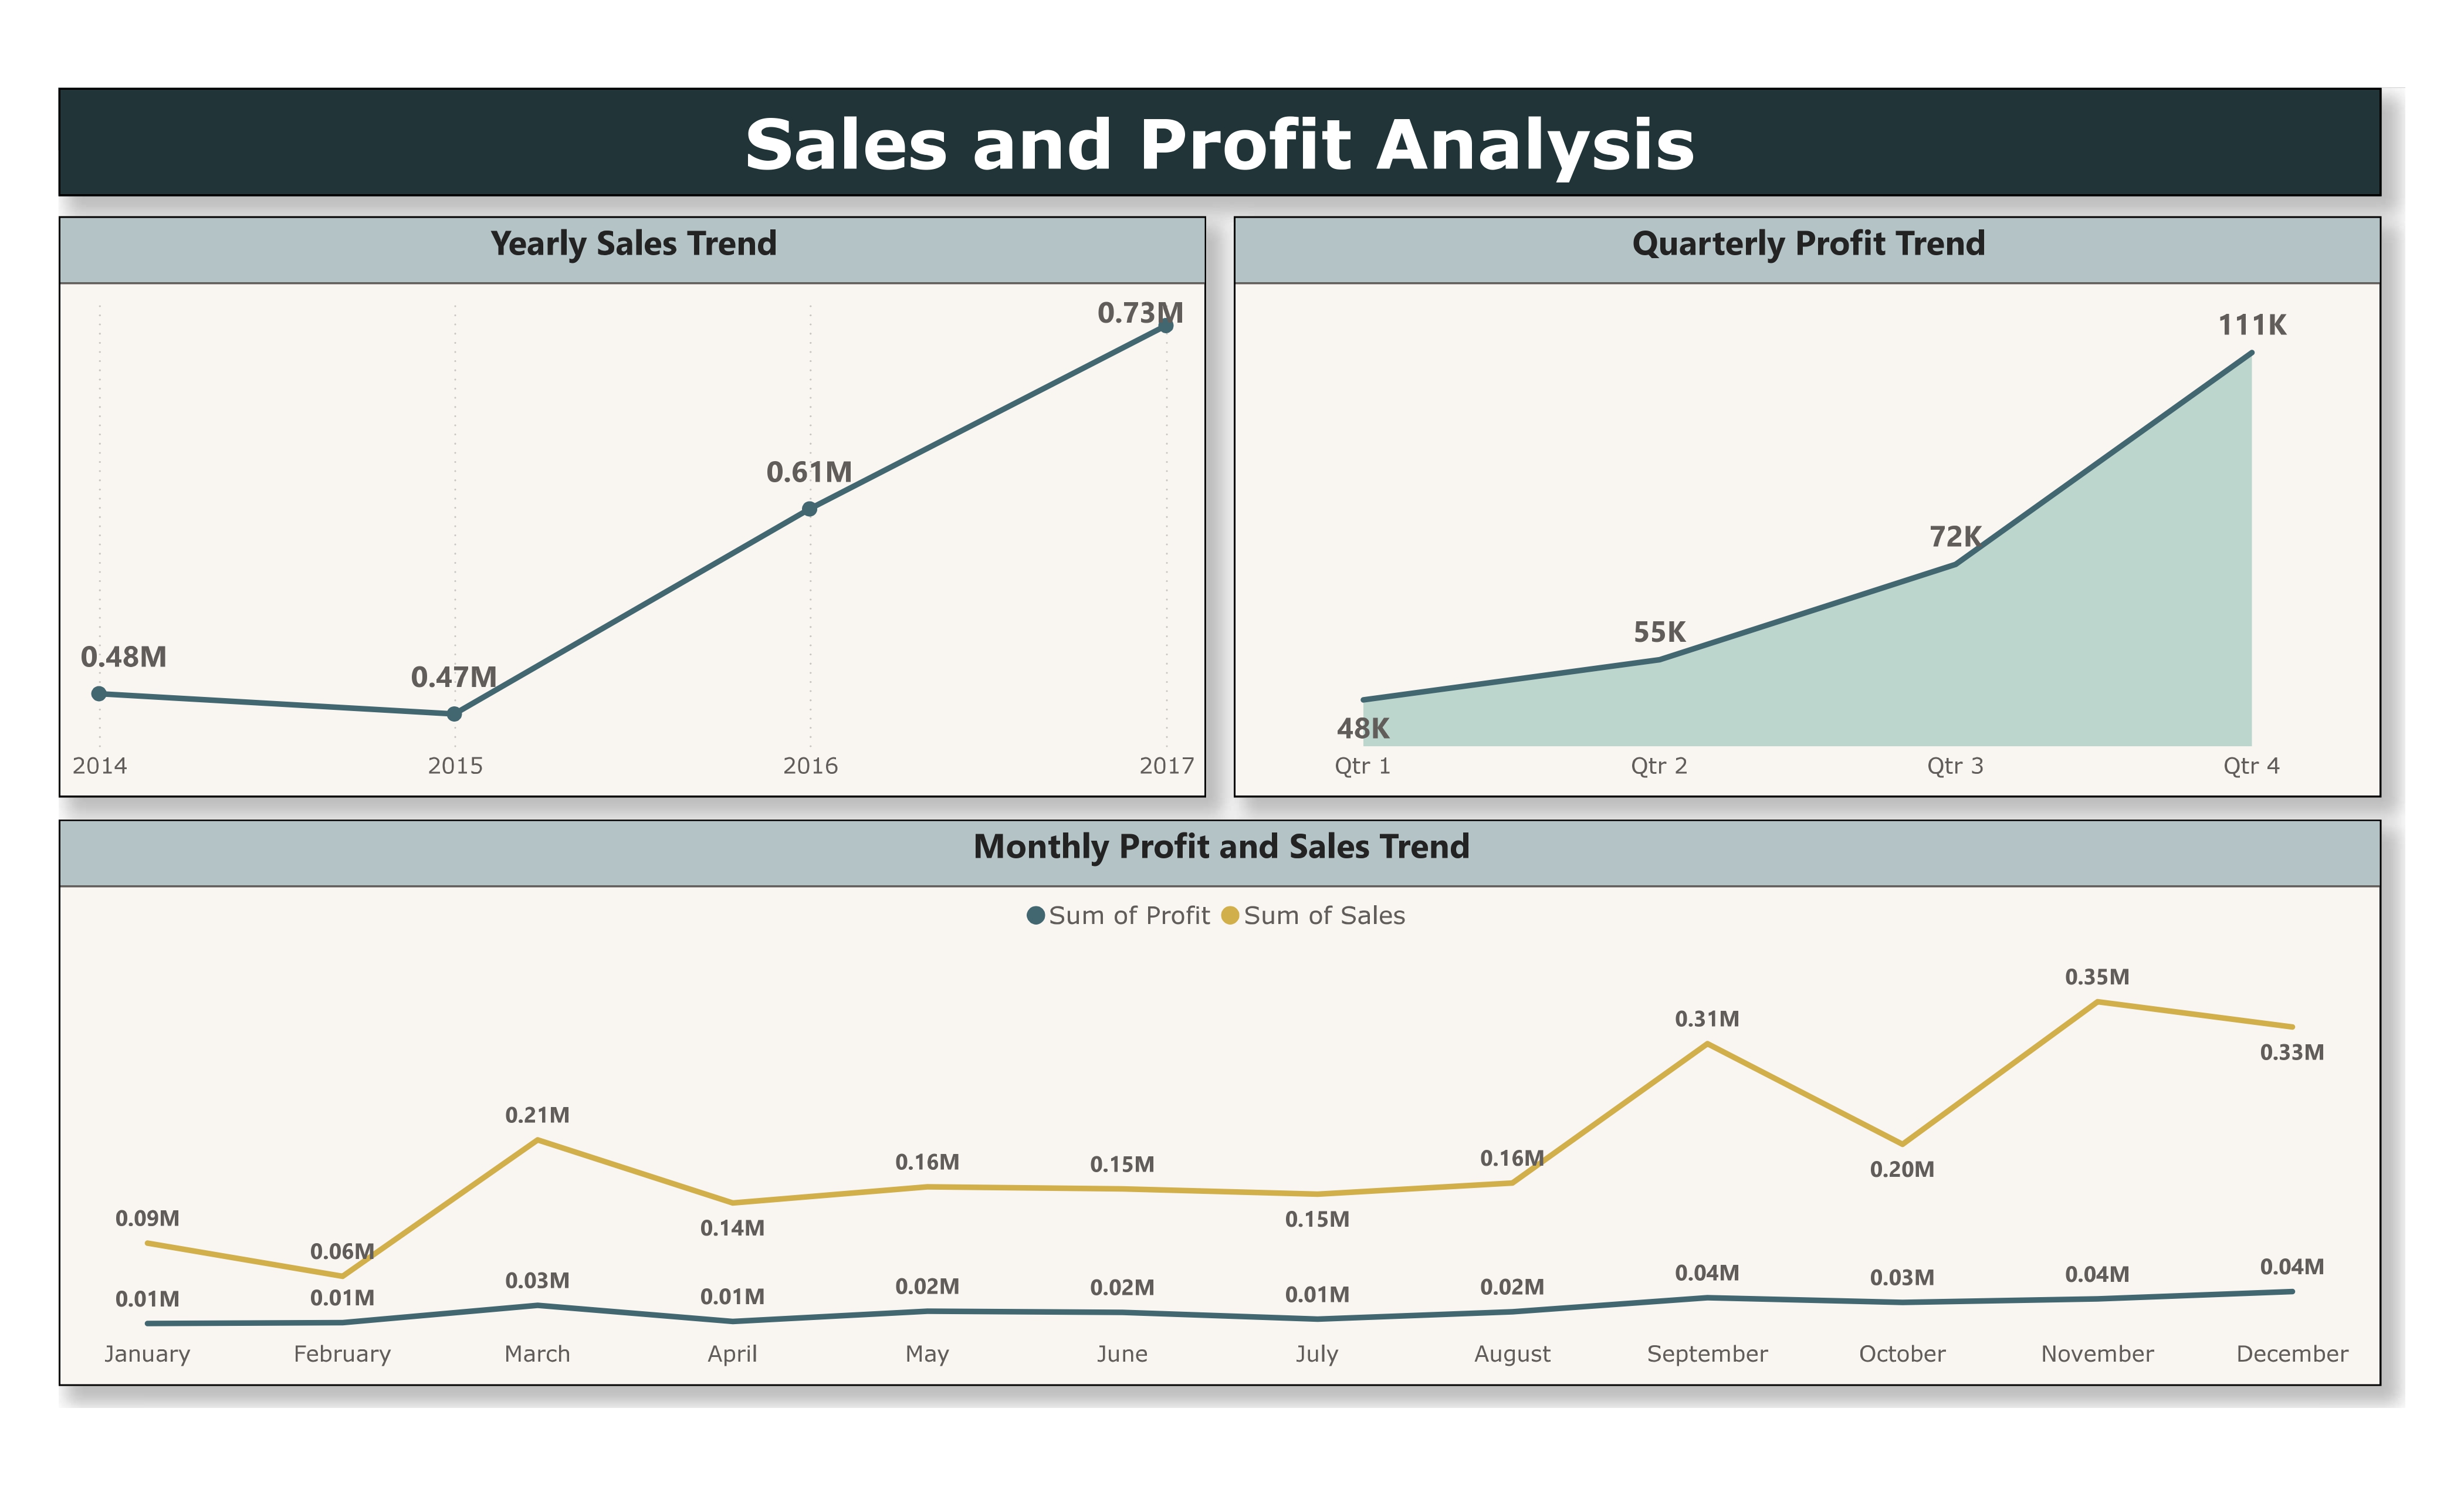 Sales and Profit Analysis
Yearly Sales Trend
0.48M
0.47M
0.61M
0.73M
2014 2015 2016 2017
Quarterly Profit Trend
48K
55K
72K
111K
Qtr 1 Qtr 2 Qtr 3 Qtr 4
Monthly Profit and Sales Trend
Sum of Profit Sum of Sales
0.09M 0.06M 0.21M 0.14M 0.16M 0.15M 0.15M 0.16M 0.31M 0.20M 0.35M 0.33M
0.01M 0.01M 0.03M 0.01M 0.02M 0.02M 0.01M 0.02M 0.04M 0.03M 0.04M 0.04M
January February March April May June July August September October November December